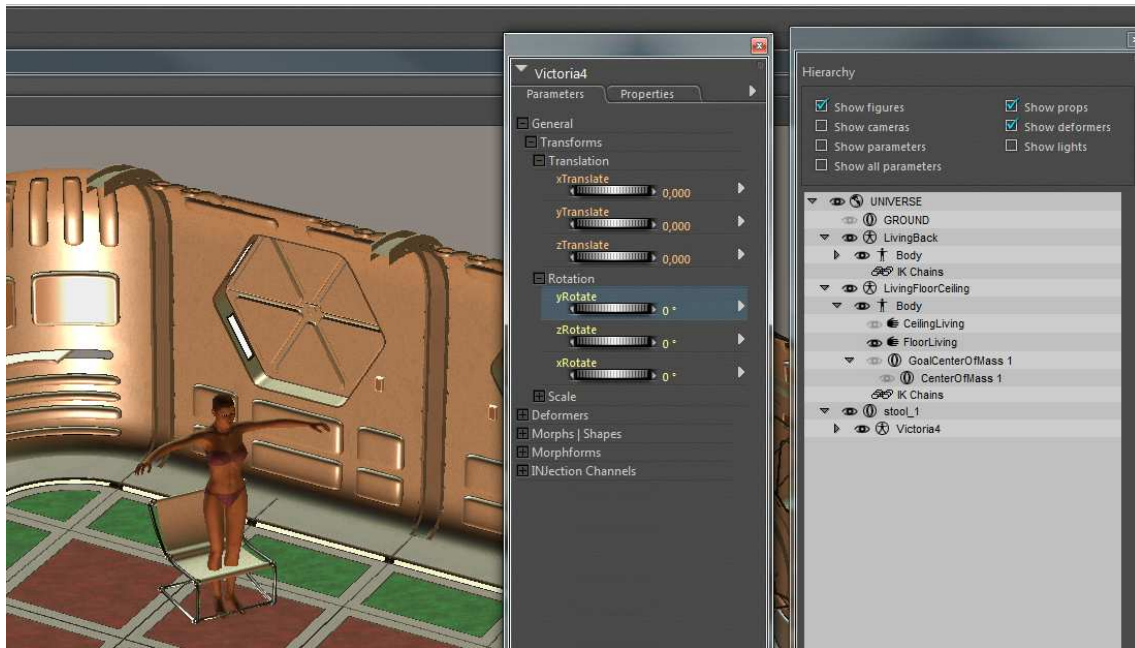 Victoria4
Parameters
Properties
General
Transforms
Translation
xTranslate
0,000
yTranslate
0,000
zTranslate
0,000
Rotation
yRotate
0 °
zRotate
0 °
xRotate
0 °
Scale
Deformers
Morphs | Shapes
Morphforms
INJection Channels
Hierarchy
Show figures
Show props
Show cameras
Show deformers
Show parameters
Show lights
Show all parameters
UNIVERSE
GROUND
LivingBack
Body
IK Chains
LivingFloorCeiling
Body
CeilingLiving
FloorLiving
GoalCenterOfMass 1
CenterOfMass 1
IK Chains
stool_1
Victoria4